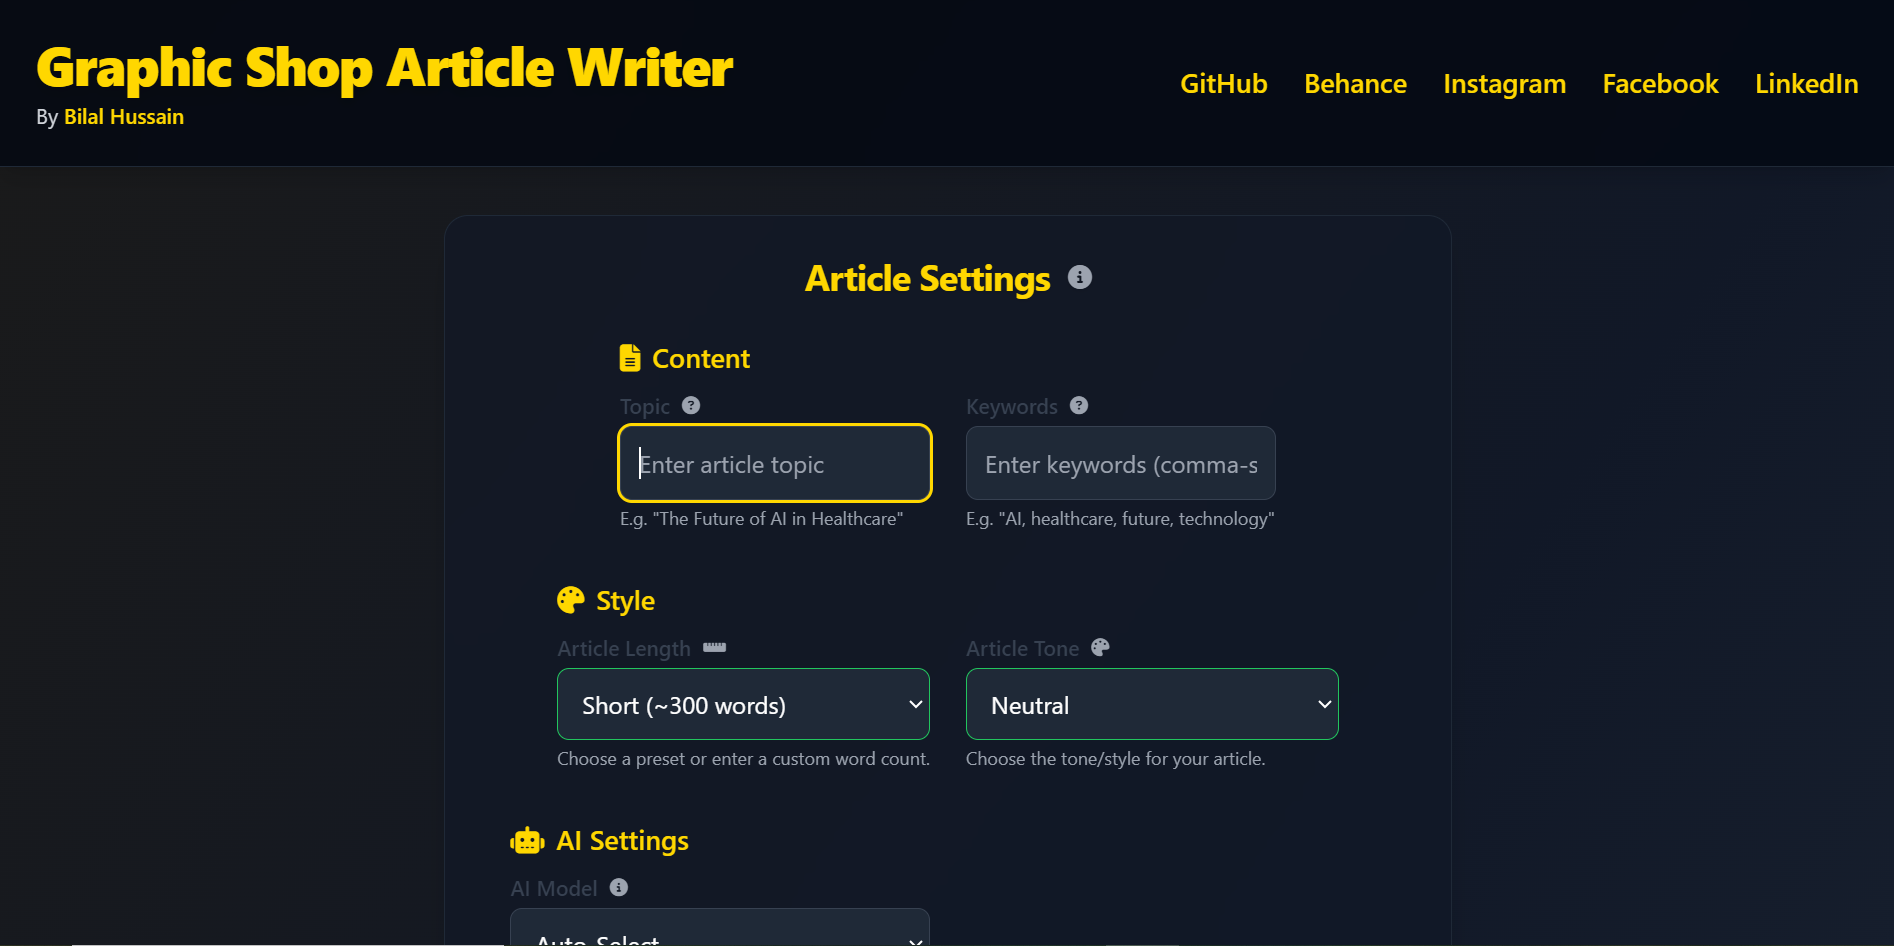 Graphic Shop Article Writer
By Bilal Hussain
GitHub Behance Instagram Facebook LinkedIn
Article Settings
Content
Topic
Keywords
Enter article topic
Enter keywords (comma-s
E.g. "The Future of AI in Healthcare"
E.g. "AI, healthcare, future, technology"
Style
Article Length
Article Tone
Short (~300 words)
Neutral
Choose a preset or enter a custom word count.
Choose the tone/style for your article.
AI Settings
AI Model
Auto-Select